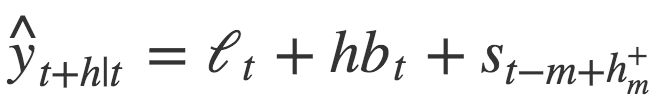 ŷ_{t+h|t} = ℓ_t + hb_t + s_{t−m+h_m^+}